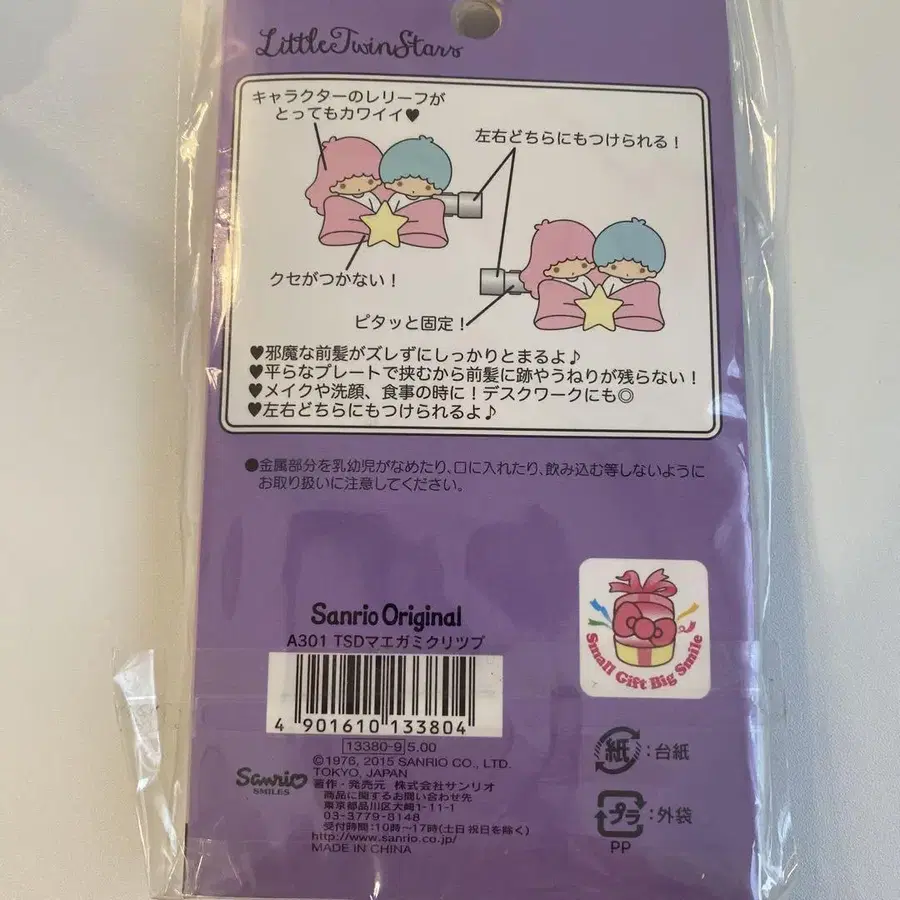 LittleTwinStars
キャラクターのレリーフが
とってもカワイイ♥
左右どちらにもつけられる！
クセがつかない！
ピタッと固定！
♥邪魔な前髪がズレずにしっかりとまるよ♪
♥平らなプレートで挟むから前髪に跡やうねりが残らない！
♥メイクや洗顔、食事の時に！デスクワークにも◎
♥左右どちらにもつけられるよ♪
●金属部分を乳幼児がなめたり、口に入れたり、飲み込む等しないように
お取り扱いに注意してください。
Sanrio Original
A301 TSDマエガミクリツプ
4 901610 133804
13380-9 5.00
©1976, 2015 SANRIO CO., LTD.
TOKYO, JAPAN
著作・発売元 株式会社サンリオ
商品に関するお問い合わせ先
東京都品川区大崎1-11-1
03-3779-8148
受付時間:10時〜17時(土日祝日を除く)
http://www.sanrio.co.jp/
MADE IN CHINA
Sanrio
SMILES
Small Gift Big Smile
紙:台紙
プラ:外袋
PP